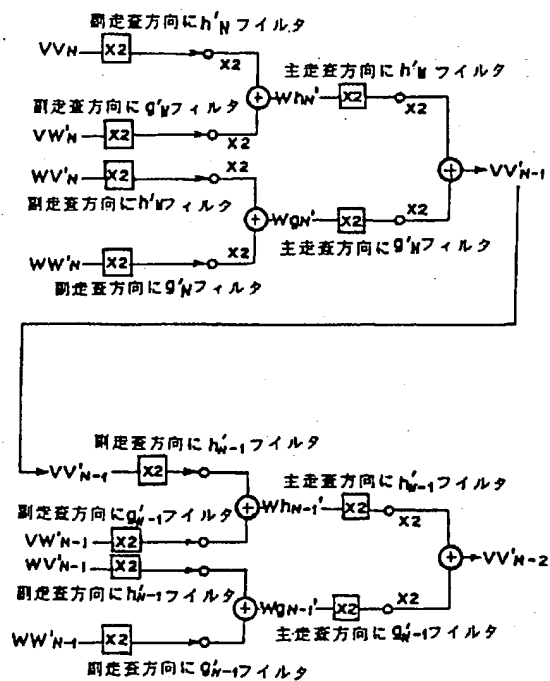 副走査方向にh'Nフイルタ
VVN X2 X2
副走査方向にg'Nフィルタ
WhN' 主走査方向にh'Nフイルタ
X2 X2
VW'N X2 X2
WV'N X2 X2
VV'N-1
副走査方向にh'Nフィルタ
WgN' X2 X2
主走査方向にg'Nフィルタ
WW'N X2 X2
副走査方向にg'Nフィルタ
副走査方向にh'N-1フイルタ
VV'N-1 X2
主走査方向にh'N-1フイルタ
副走査方向にg'N-1フイルタ
WhN-1' X2 X2
VW'N-1 X2
WV'N-1 X2
VV'N-2
副走査方向にh'N-1フイルタ
WgN-1' X2 X2
主走査方向にg'N-1フィルタ
WW'N-1 X2
副走査方向にg'N-1フィルタ